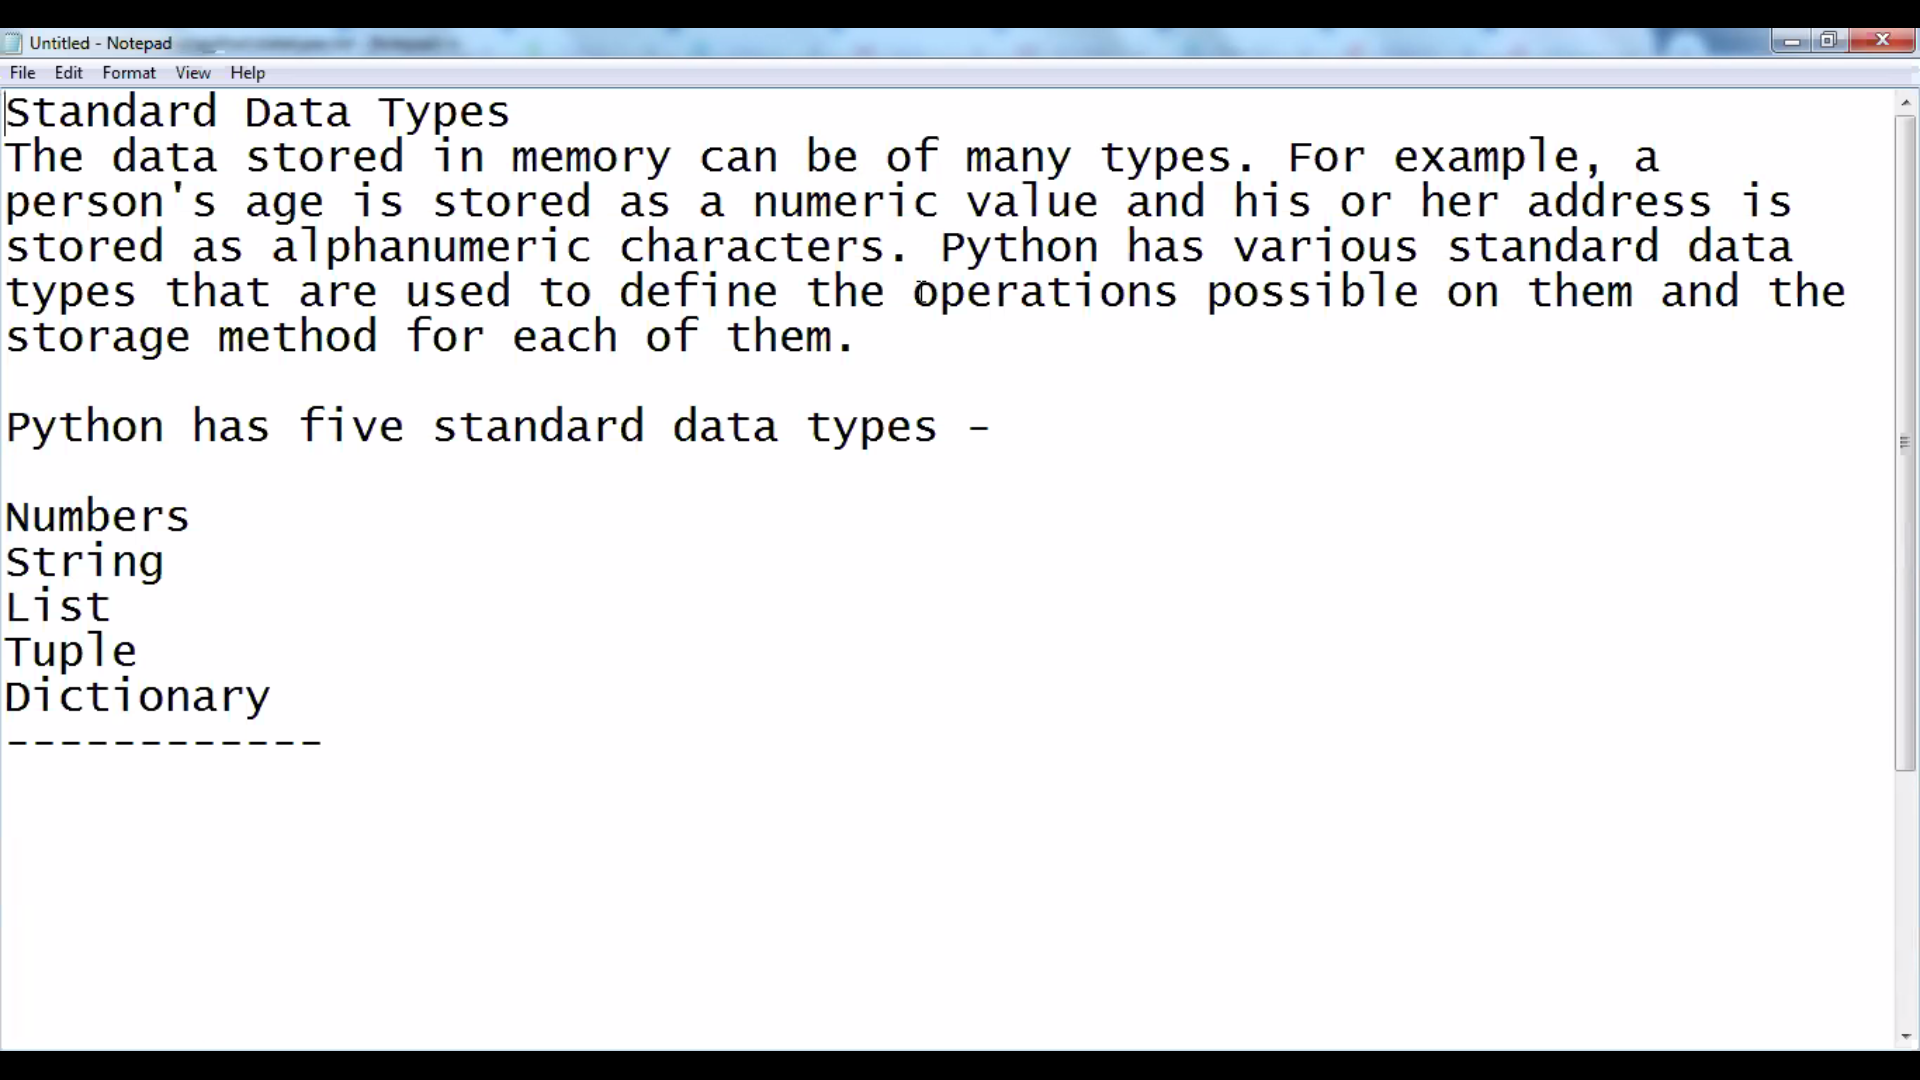 Untitled - Notepad
File Edit Format View Help
Standard Data Types
The data stored in memory can be of many types. For example, a
person's age is stored as a numeric value and his or her address is
stored as alphanumeric characters. Python has various standard data
types that are used to define the operations possible on them and the
storage method for each of them.
Python has five standard data types -
Numbers
String
List
Tuple
Dictionary
------------